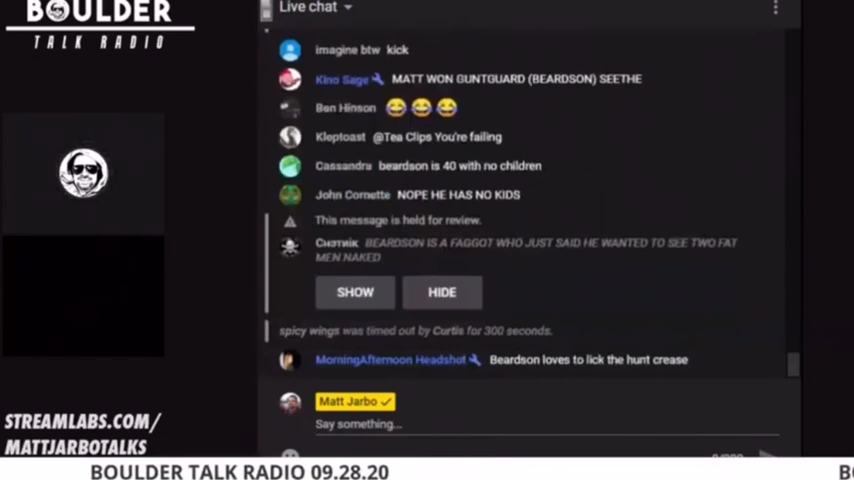 BOULDER
TALK RADIO
Live chat
imagine btw kick
Kino Sage MATT WON GUNTGUARD (BEARDSON) SEETHE
Ben Hinson 😂😂😂
Kleptoast @Tea Clips You're failing
Cassandra beardson is 40 with no children
John Cornette NOPE HE HAS NO KIDS
This message is held for review.
Снэтнік BEARDSON IS A FAGGOT WHO JUST SAID HE WANTED TO SEE TWO FAT
MEN NAKED
SHOW HIDE
spicy wings was timed out by Curtis for 300 seconds.
MorningAfternoon Headshot Beardson loves to lick the hunt crease
Matt Jarbo
Say something...
STREAMLABS.COM/
MATTJARBOTALKS
BOULDER TALK RADIO 09.28.20